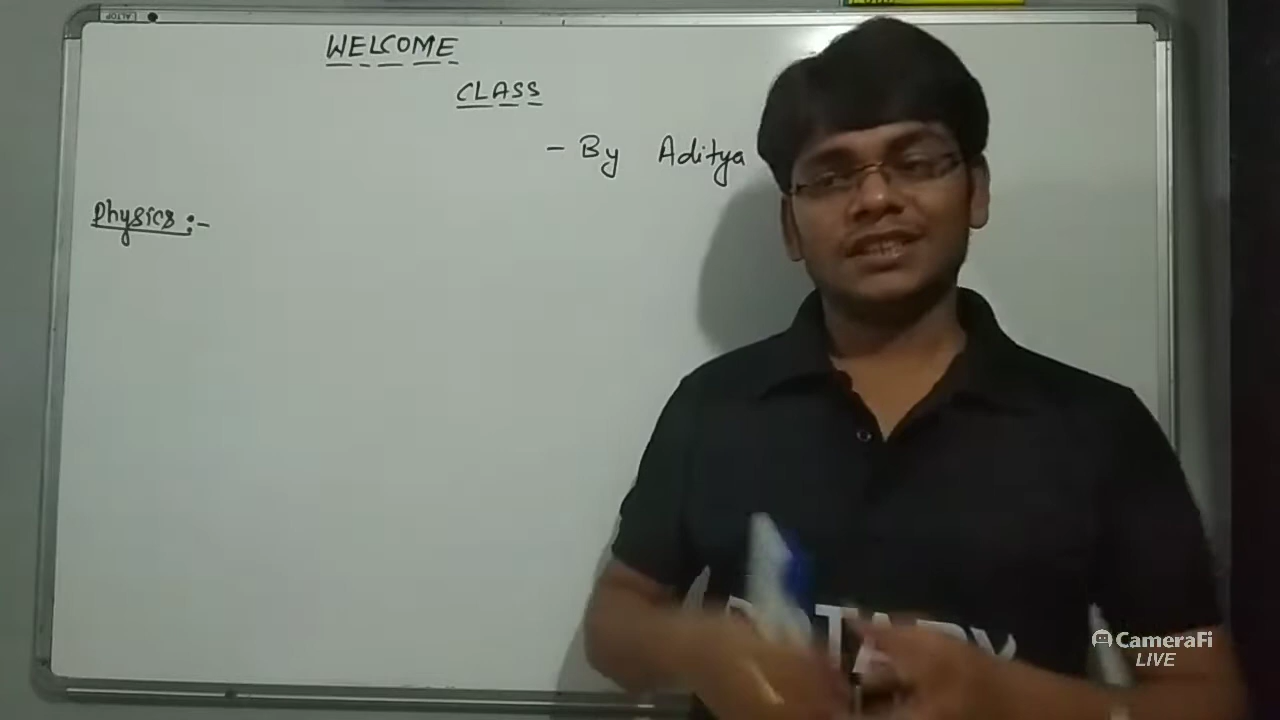 WELCOME
CLASS
- By Aditya
Physics :-
CameraFi
LIVE